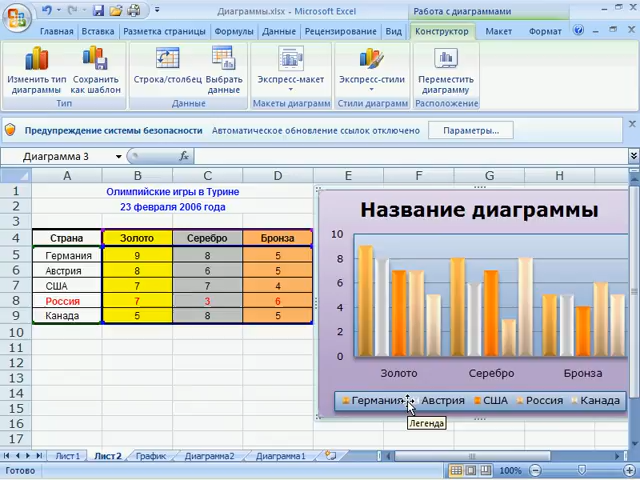 Диаграммы.xlsx - Microsoft Excel
Работа с диаграммами
Главная Вставка Разметка страницы Формулы Данные Рецензирование Вид Конструктор Макет Формат
Изменить тип диаграммы
Сохранить как шаблон
Строка/столбец
Выбрать данные
Экспресс-макет
Экспресс-стили
Переместить диаграмму
Тип Данные Макеты диаграмм Стили диаграмм Расположение
Предупреждение системы безопасности Автоматическое обновление ссылок отключено Параметры...
Диаграмма 3 fx
A B C D E F G H
1 Олимпийские игры в Турине
2 23 февраля 2006 года
3
4 Страна Золото Серебро Бронза
5 Германия 9 8 5
6 Австрия 8 6 5
7 США 7 7 4
8 Россия 7 3 6
9 Канада 5 8 5
10
11
12
13
14
15
16
17
Название диаграммы
10
8
6
4
2
0
Золото Серебро Бронза
Германия Австрия США Россия Канада
Легенда
Лист1 Лист2 График Диаграмма2 Диаграмма1
Готово 100%